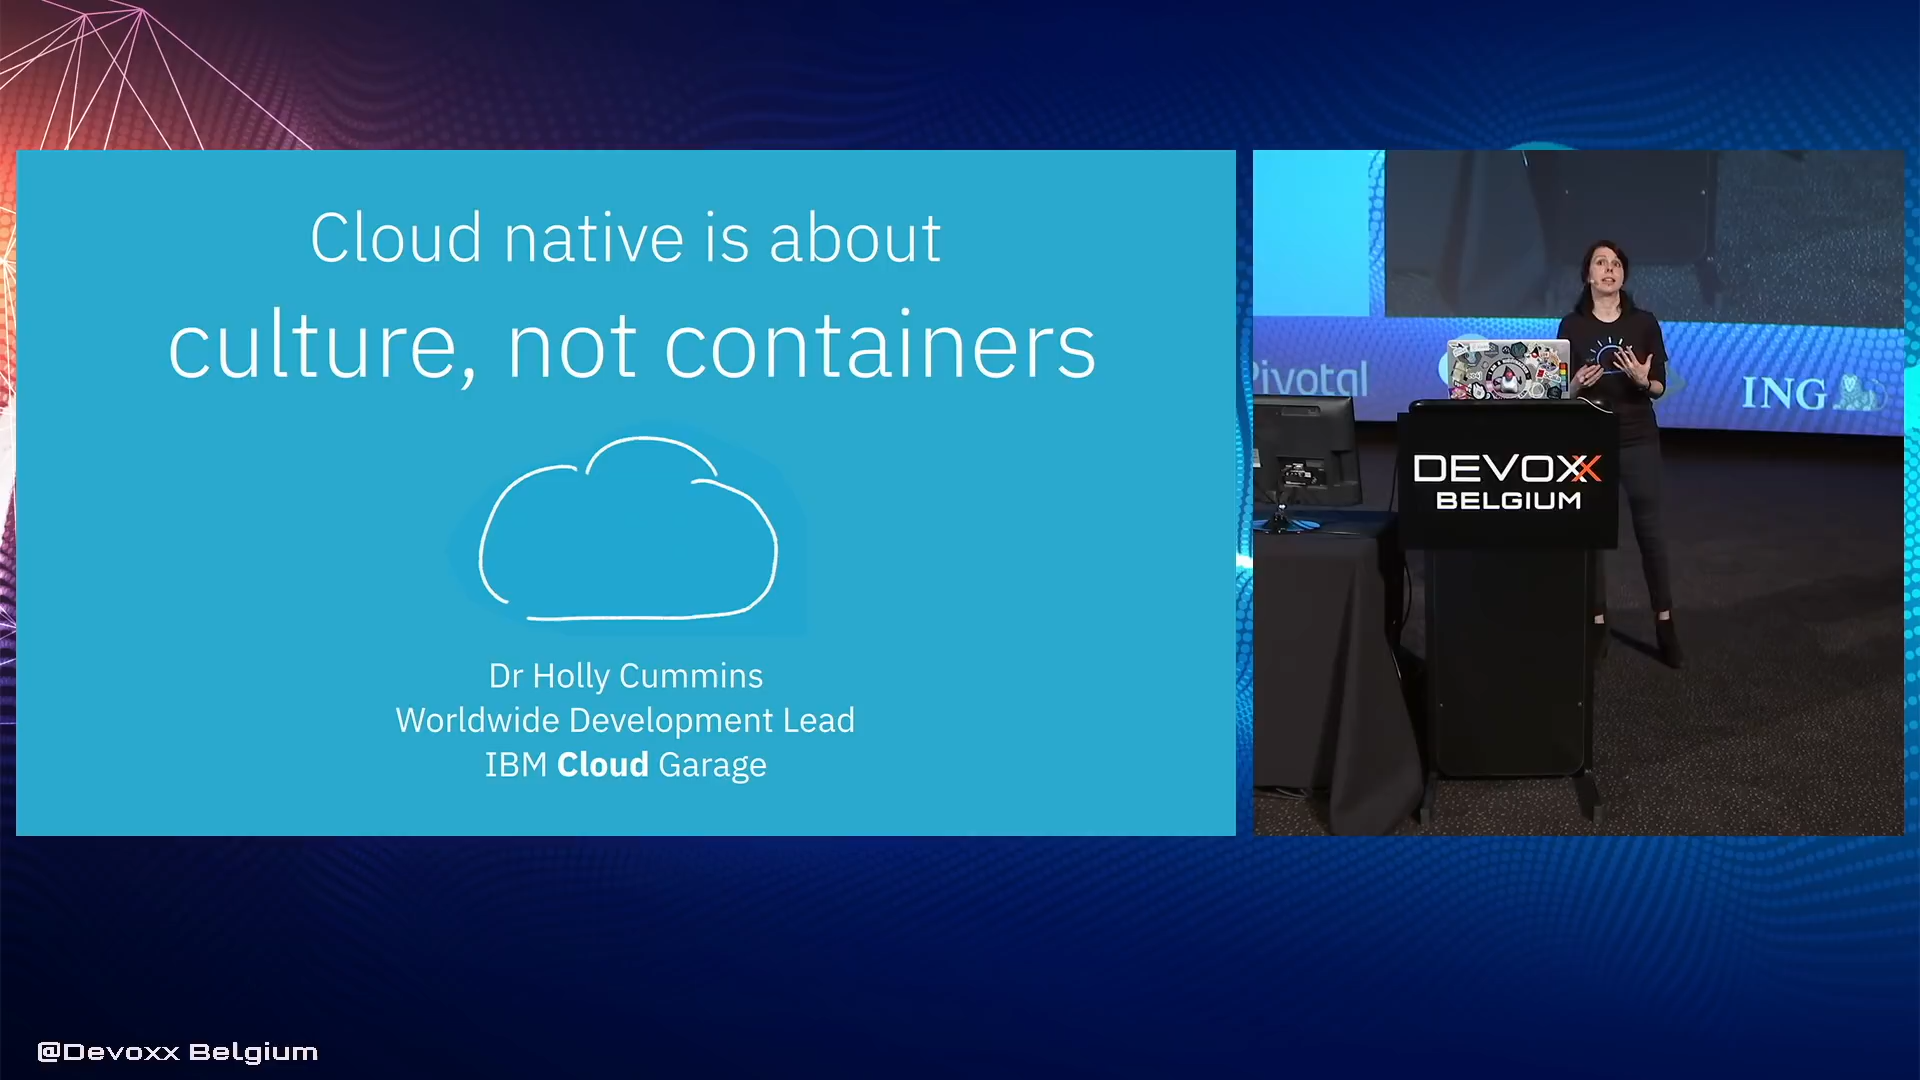 Cloud native is about
culture, not containers
Dr Holly Cummins
Worldwide Development Lead
IBM Cloud Garage
Pivotal
ING
DEVOXX
BELGIUM
@Devoxx Belgium